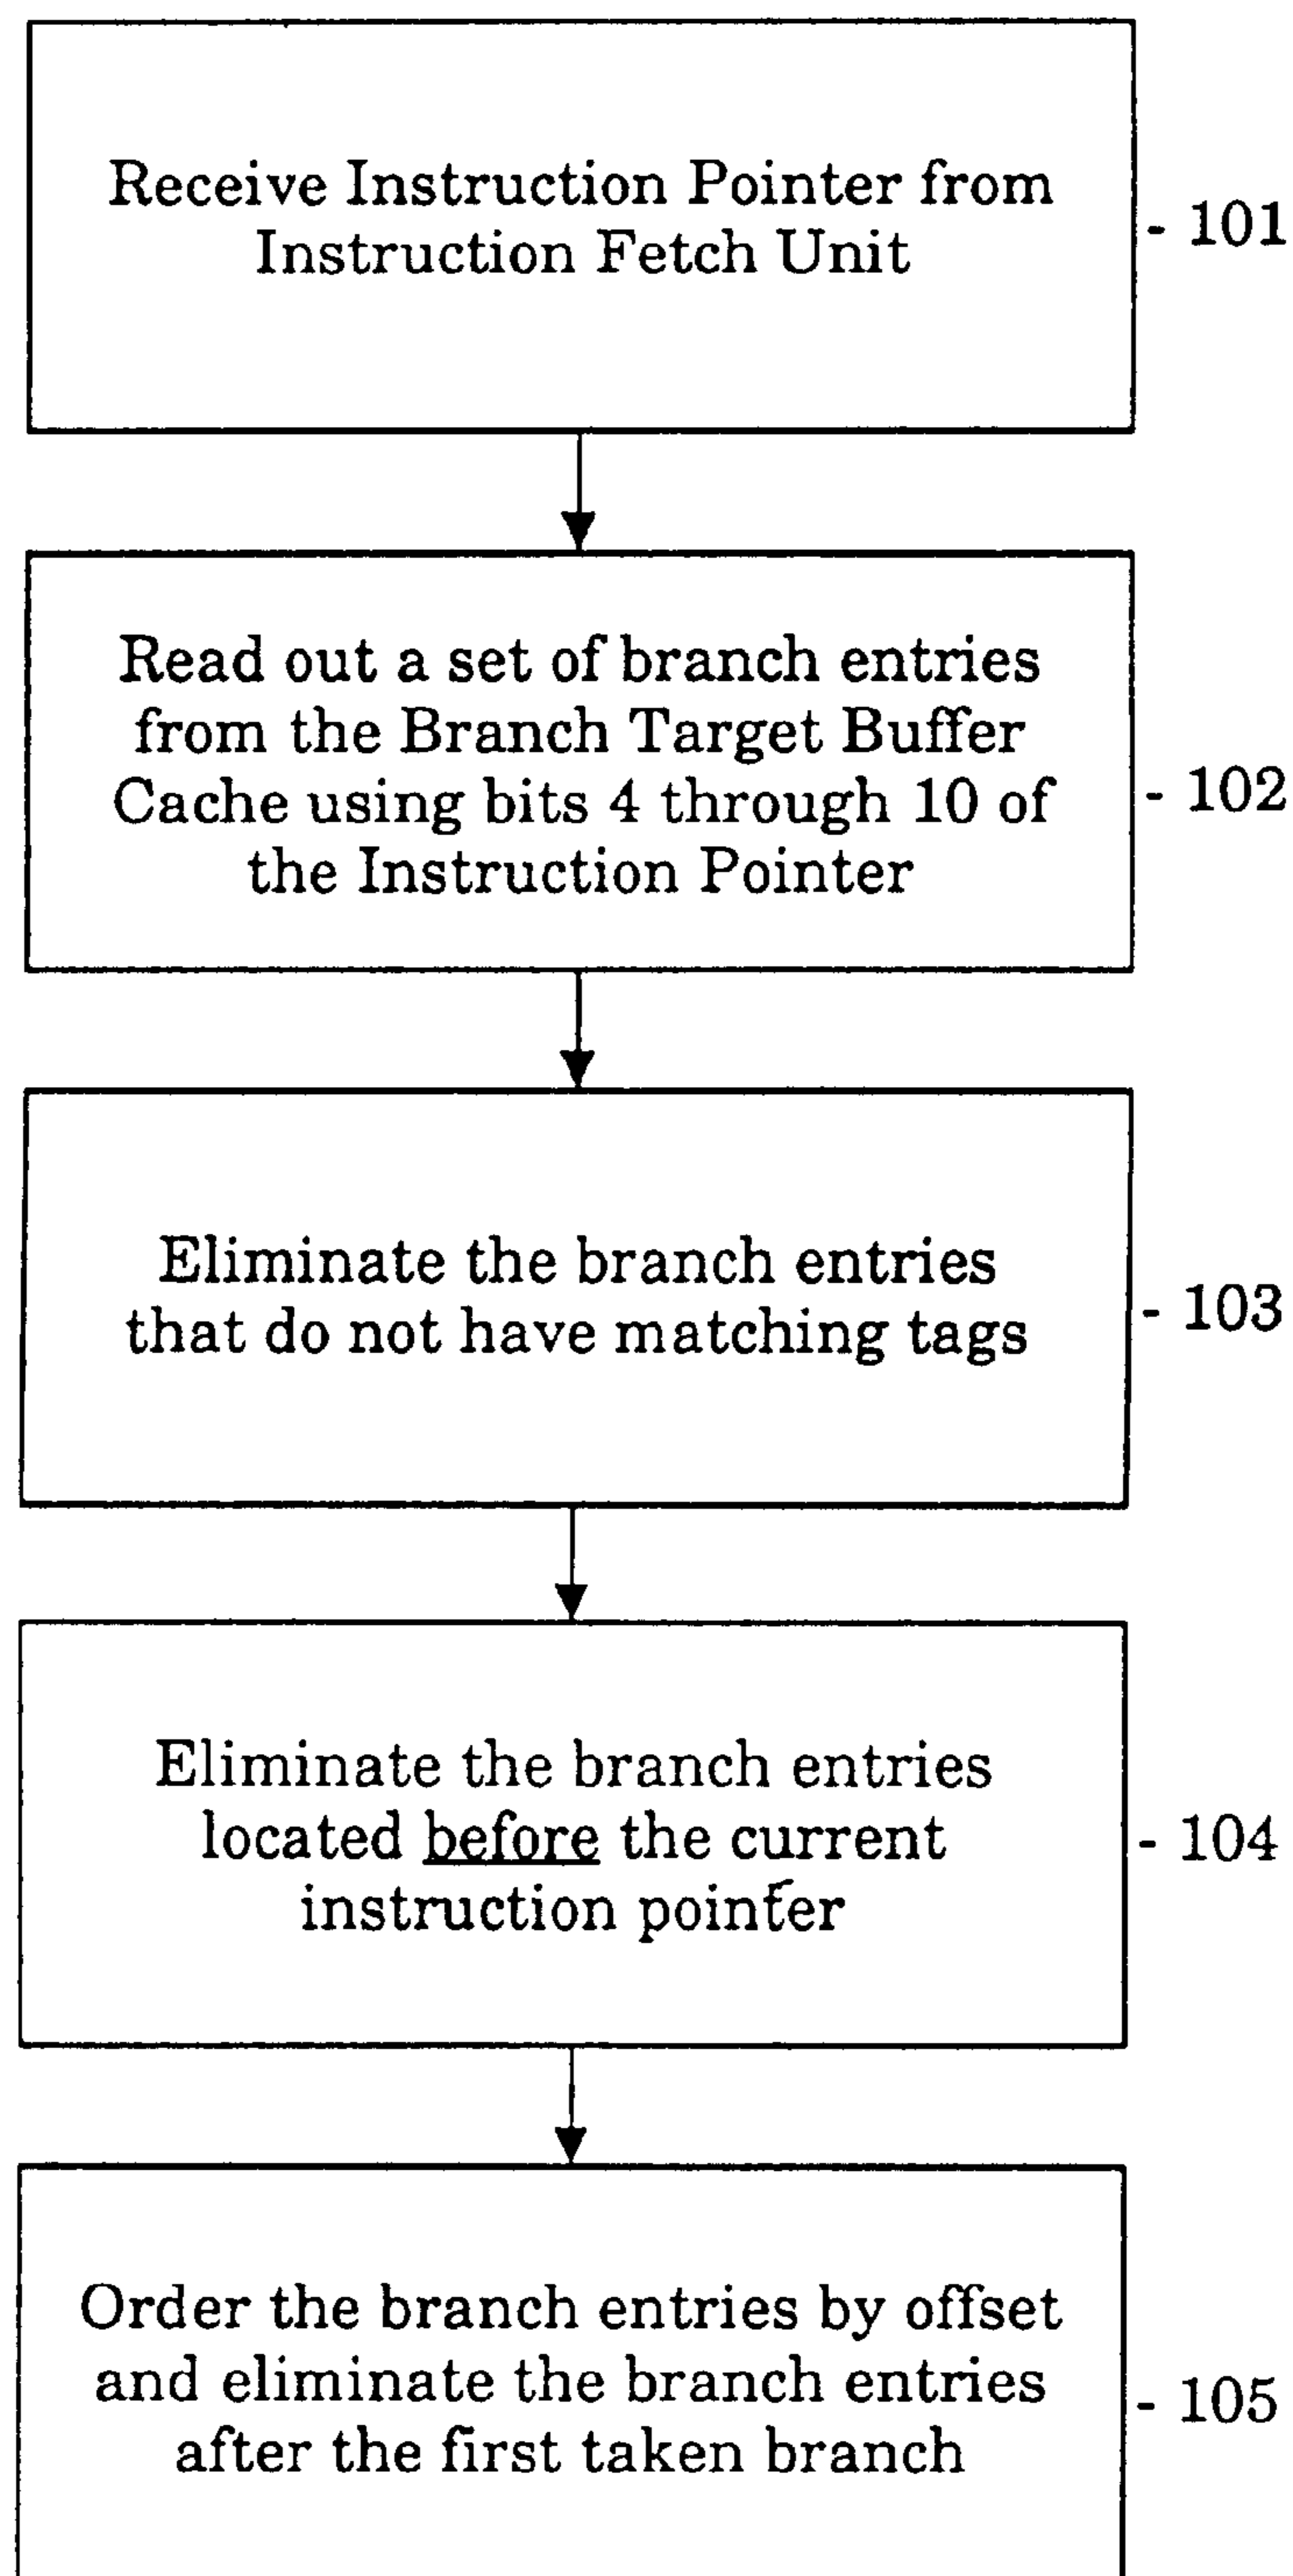 Receive Instruction Pointer from
Instruction Fetch Unit
- 101
Read out a set of branch entries
from the Branch Target Buffer
Cache using bits 4 through 10 of
the Instruction Pointer
- 102
Eliminate the branch entries
that do not have matching tags
- 103
Eliminate the branch entries
located before the current
instruction pointer
- 104
Order the branch entries by offset
and eliminate the branch entries
after the first taken branch
- 105